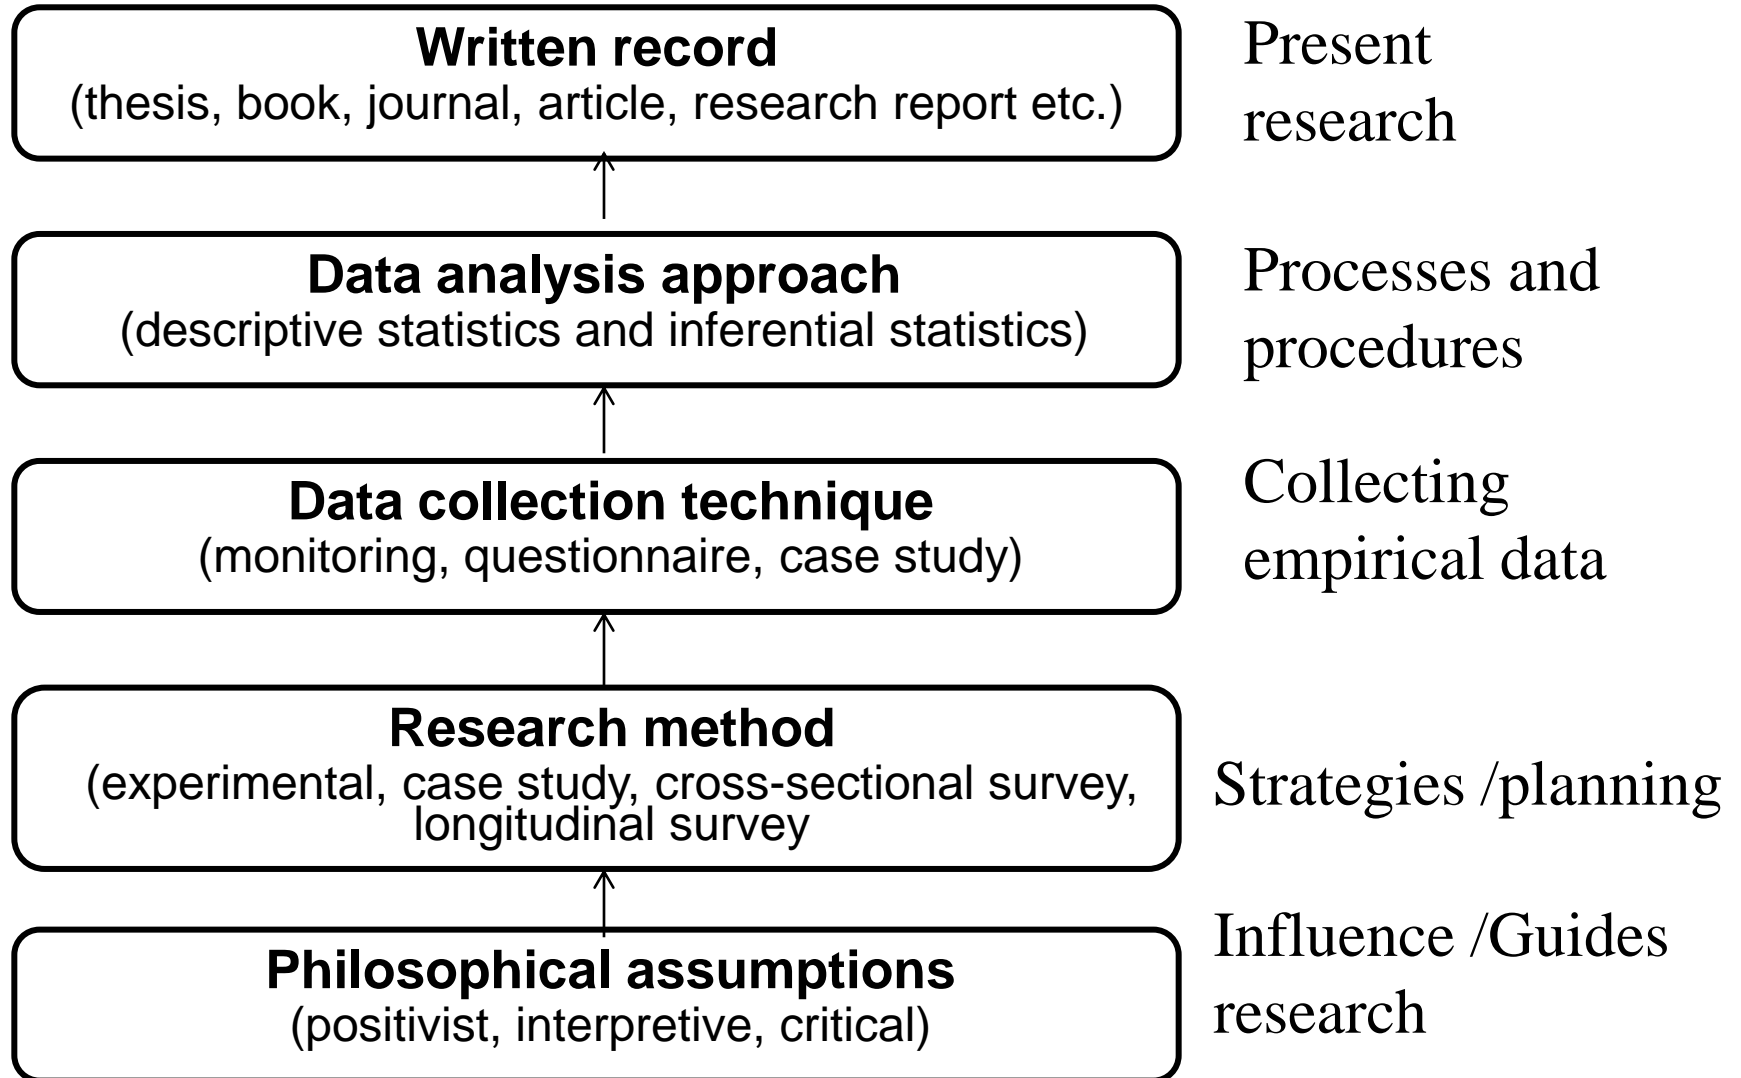 Written record
(thesis, book, journal, article, research report etc.)
Present
research
Data analysis approach
(descriptive statistics and inferential statistics)
Processes and
procedures
Data collection technique
(monitoring, questionnaire, case study)
Collecting
empirical data
Research method
(experimental, case study, cross-sectional survey,
longitudinal survey
Strategies /planning
Philosophical assumptions
(positivist, interpretive, critical)
Influence /Guides
research